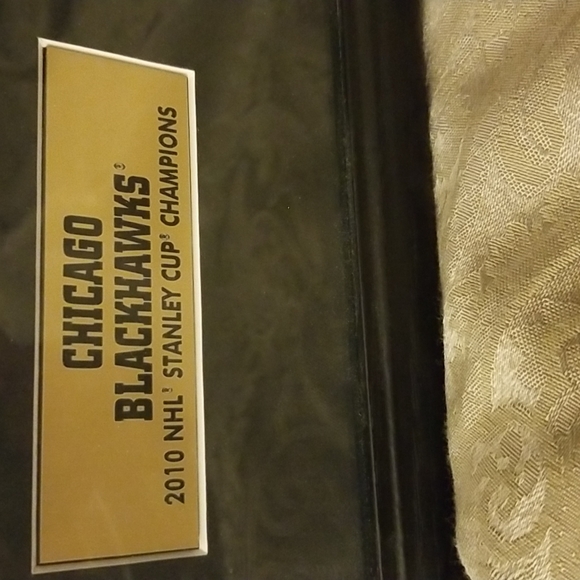 CHICAGO
BLACKHAWKS®
2010 NHL® STANLEY CUP® CHAMPIONS